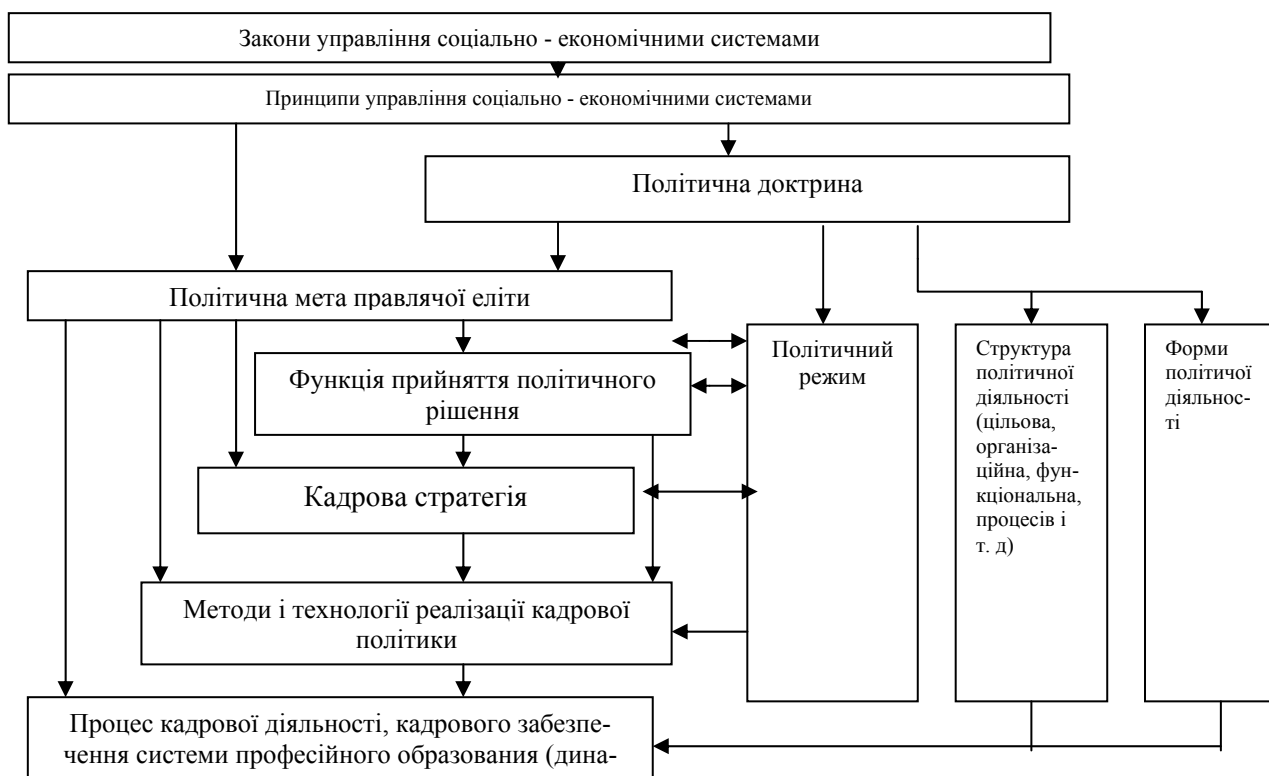 Закони управління соціально - економічними системами
Принципи управління соціально - економічними системами
Політична доктрина
Політична мета правлячої еліти
Функція прийняття політичного
рішення
Кадрова стратегія
Методи і технології реалізації кадрової
політики
Процес кадрової діяльності, кадрового забезпе-
чення системи професійного образования (дина-
Політичний
режим
Структура
політичної
діяльності
(цільова,
організа-
ційна, фун-
кціональна,
процесів і
т. д)
Форми
політичої
діяльнос-
ті